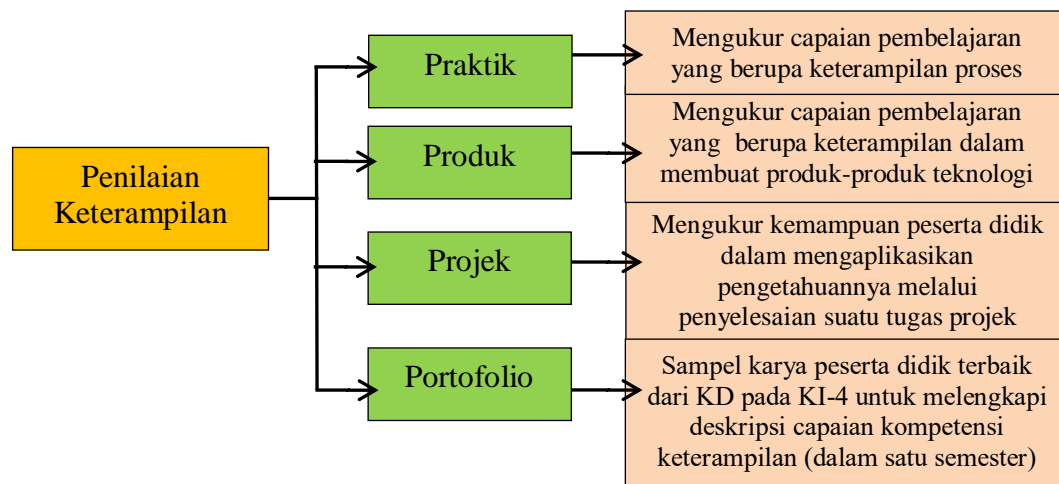 Penilaian
Keterampilan
Praktik
Mengukur capaian pembelajaran
yang berupa keterampilan proses
Produk
Mengukur capaian pembelajaran
yang berupa keterampilan dalam
membuat produk-produk teknologi
Projek
Mengukur kemampuan peserta didik
dalam mengaplikasikan
pengetahuannya melalui
penyelesaian suatu tugas projek
Portofolio
Sampel karya peserta didik terbaik
dari KD pada KI-4 untuk melengkapi
deskripsi capaian kompetensi
keterampilan (dalam satu semester)